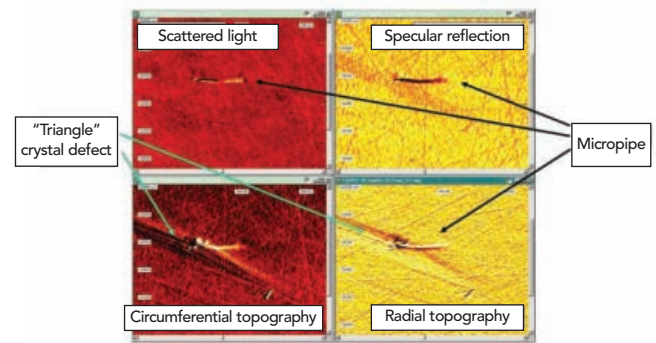 Scattered light
Specular reflection
"Triangle"
crystal defect
Micropipe
Circumferential topography
Radial topography